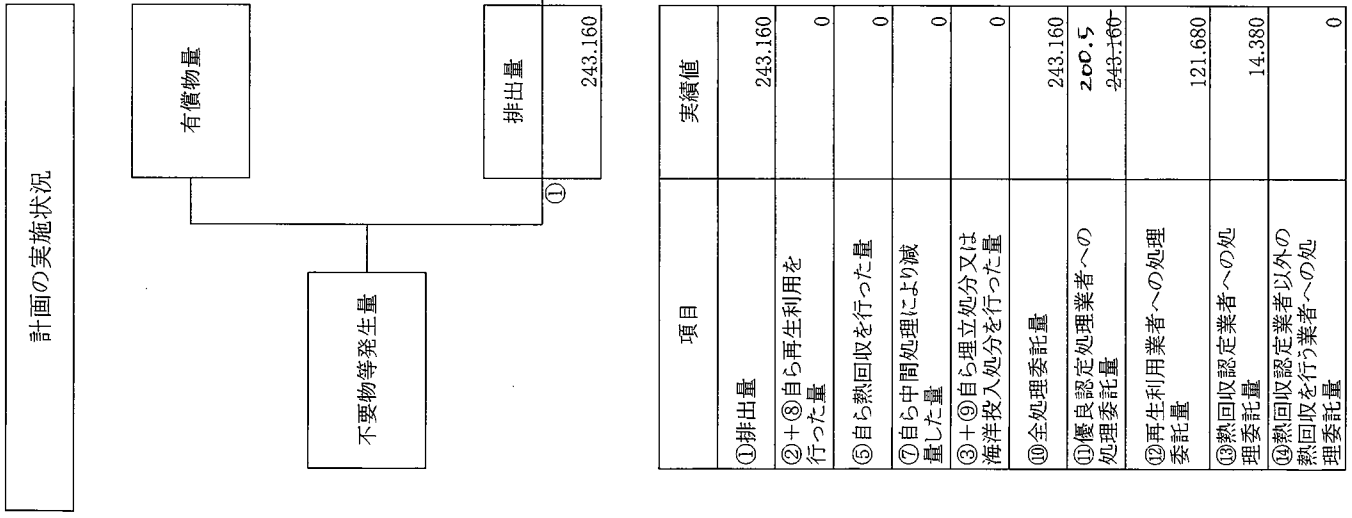 計画の実施状況
有償物量
不要物等発生量
排出量
①
243.160
項目
実績値
①排出量
243.160
②+⑧自ら再生利用を
行った量
0
⑤自ら熱回収を行った量
0
⑦自ら中間処理により減
量した量
0
③+⑨自ら埋立処分又は
海洋投入処分を行った量
0
⑩全処理委託量
243.160
⑪優良認定処理業者への
処理委託量
200.5
243.160
⑫再生利用業者への処理
委託量
121.680
⑬熱回収認定業者への処
理委託量
14.380
⑭熱回収認定業者以外の
熱回収を行う業者への処
理委託量
0